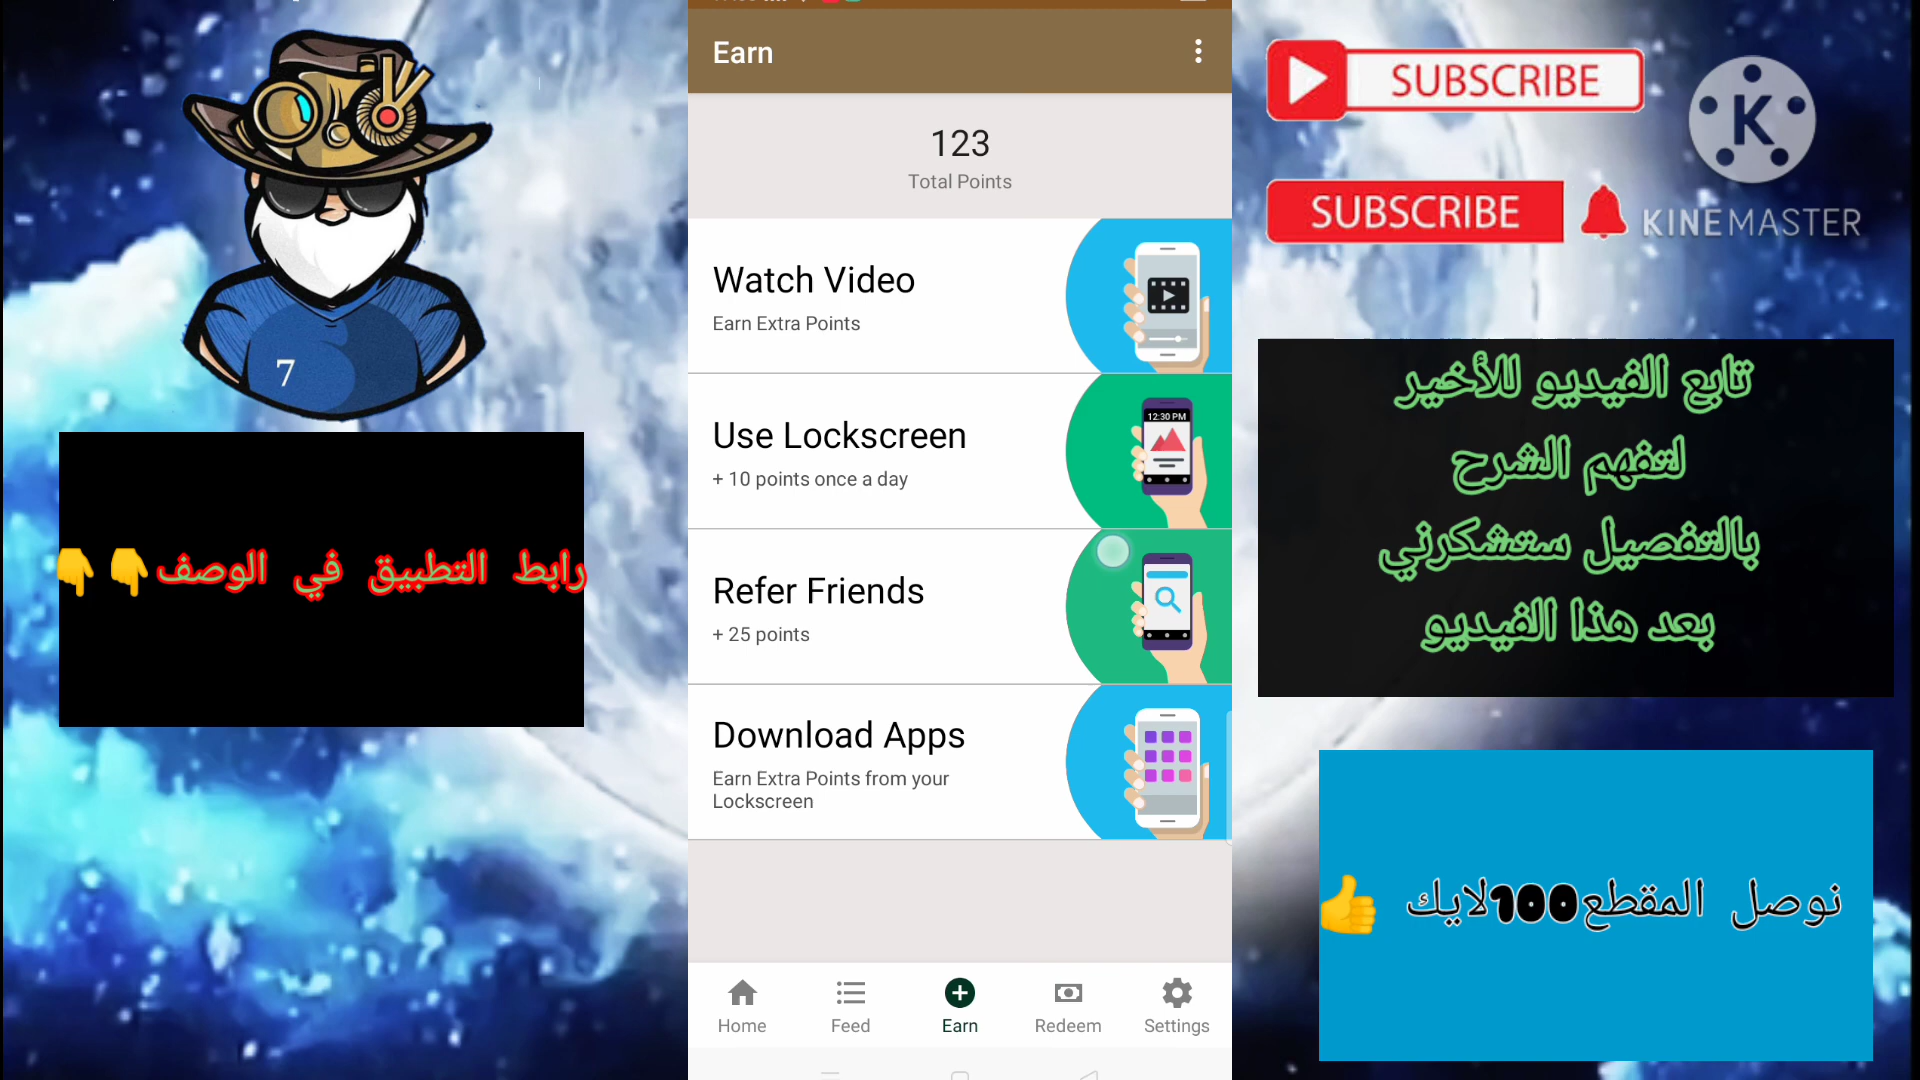 7
رابط التطبيق في الوصف👇👇
Earn
123
Total Points
Watch Video
Earn Extra Points
Use Lockscreen
+ 10 points once a day
12:30 PM
Refer Friends
+ 25 points
Download Apps
Earn Extra Points from your
Lockscreen
Home
Feed
Earn
Redeem
Settings
SUBSCRIBE
K
SUBSCRIBE
KINEMASTER
تابع الفيديو للأخير
لتفهم الشرح
بالتفصيل ستشكرني
بعد هذا الفيديو
نوصل المقطع100لايك 👍